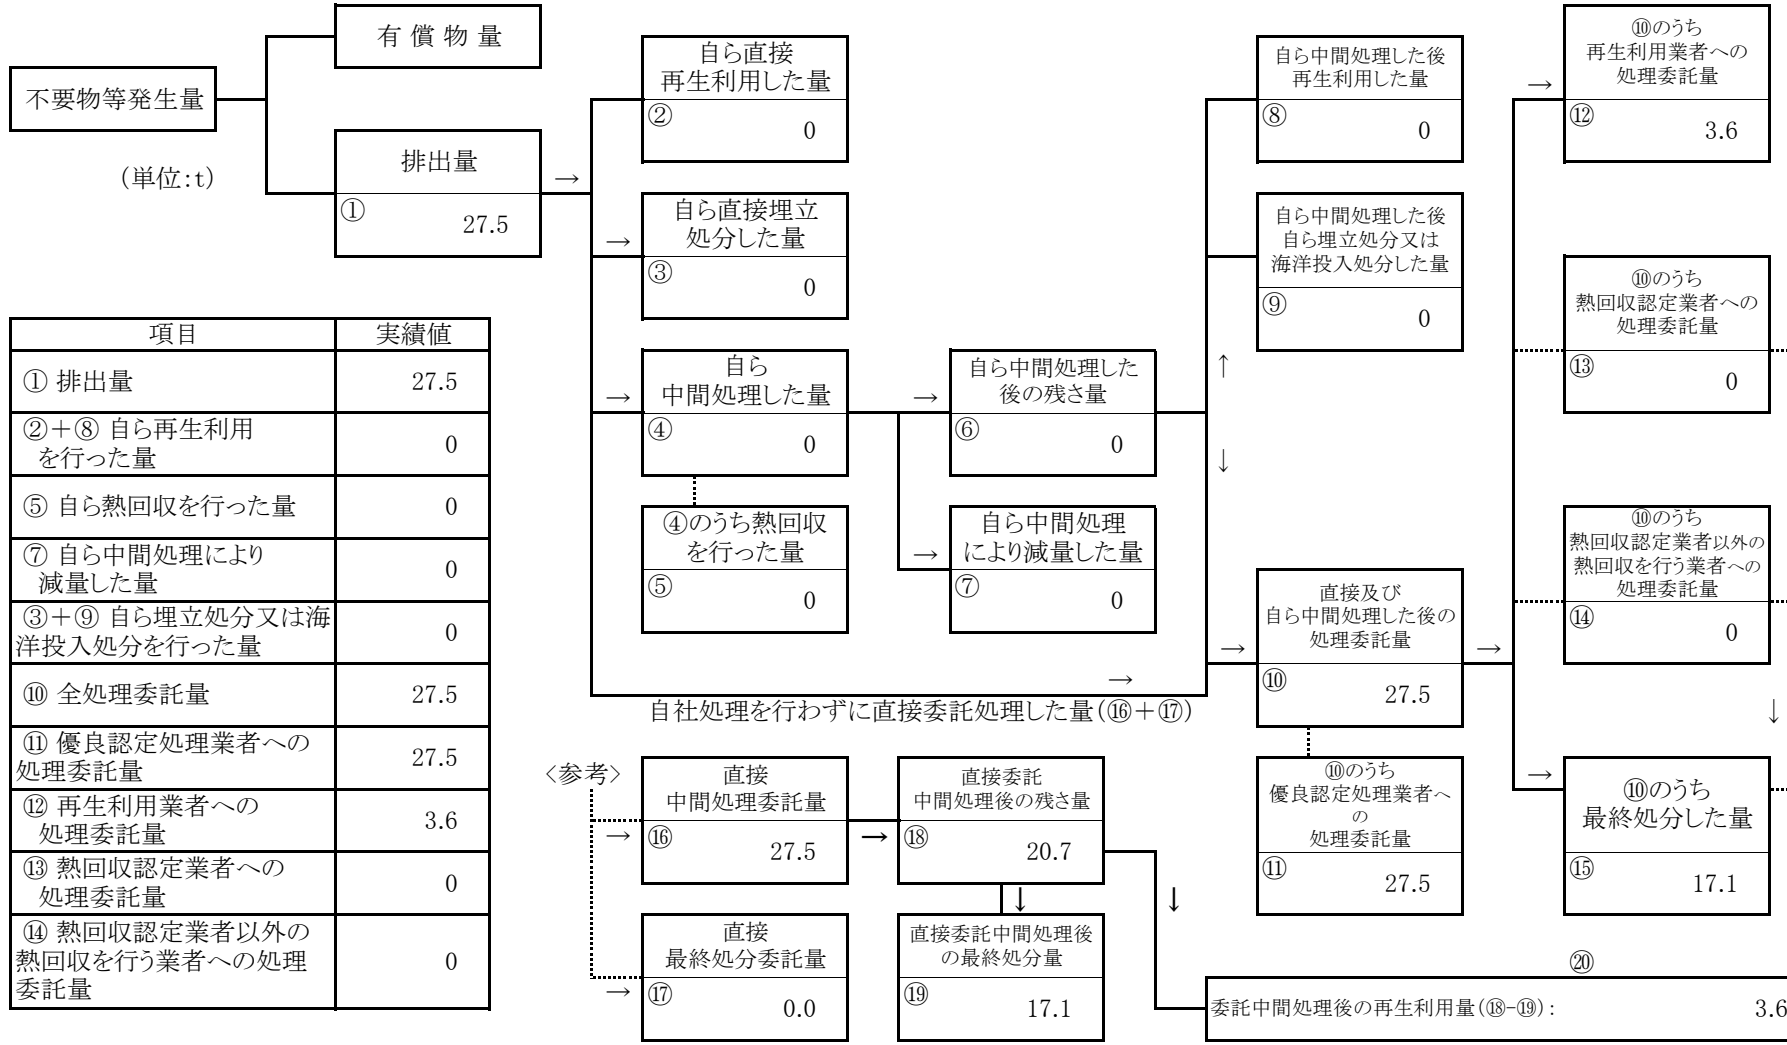 不要物等発生量
(単位:t)
有 償 物 量
排出量
① 27.5
→
自ら直接
再生利用した量
② 0
→
自ら直接埋立
処分した量
③ 0
→
自ら
中間処理した量
④ 0
④のうち熱回収
を行った量
⑤ 0
→
自ら中間処理した
後の残さ量
⑥ 0
→
自ら中間処理
により減量した量
⑦ 0
↑
↓
自ら中間処理した後
再生利用した量
⑧ 0
自ら中間処理した後
自ら埋立処分又は
海洋投入処分した量
⑨ 0
→
自社処理を行わずに直接委託処理した量(⑯+⑰)
→
直接及び
自ら中間処理した後の
処理委託量
⑩ 27.5
⑩のうち
優良認定処理業者へ
の
処理委託量
⑪ 27.5
→
→
⑩のうち
再生利用業者への
処理委託量
⑫ 3.6
⑩のうち
熱回収認定業者への
処理委託量
⑬ 0
⑩のうち
熱回収認定業者以外の
熱回収を行う業者への
処理委託量
⑭ 0
↓
→
⑩のうち
最終処分した量
⑮ 17.1
項目 実績値
① 排出量 27.5
②+⑧ 自ら再生利用
を行った量 0
⑤ 自ら熱回収を行った量 0
⑦ 自ら中間処理により
減量した量 0
③+⑨ 自ら埋立処分又は海
洋投入処分を行った量 0
⑩ 全処理委託量 27.5
⑪ 優良認定処理業者への
処理委託量 27.5
⑫ 再生利用業者への
処理委託量 3.6
⑬ 熱回収認定業者への
処理委託量 0
⑭ 熱回収認定業者以外の
熱回収を行う業者への処理
委託量 0
〈参考〉
→
直接
中間処理委託量
⑯ 27.5
→
直接委託
中間処理後の残さ量
⑱ 20.7
↓
↓
→
直接
最終処分委託量
⑰ 0.0
直接委託中間処理後
の最終処分量
⑲ 17.1
⑳
委託中間処理後の再生利用量(⑱-⑲): 3.6